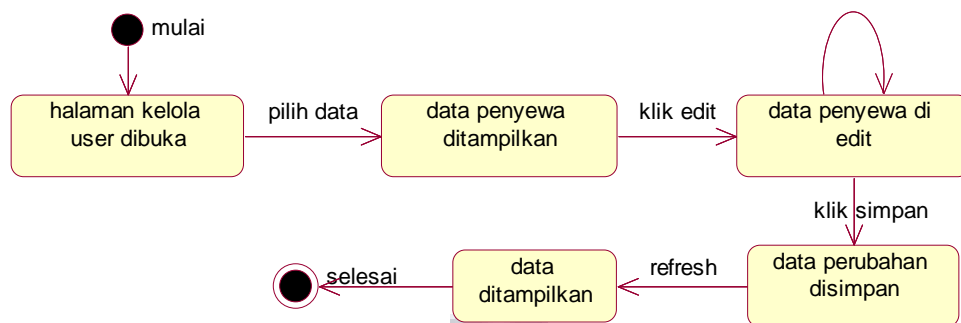 mulai
halaman kelola
user dibuka
pilih data
data penyewa
ditampilkan
klik edit
data penyewa di
edit
klik simpan
data perubahan
disimpan
refresh
data
ditampilkan
selesai